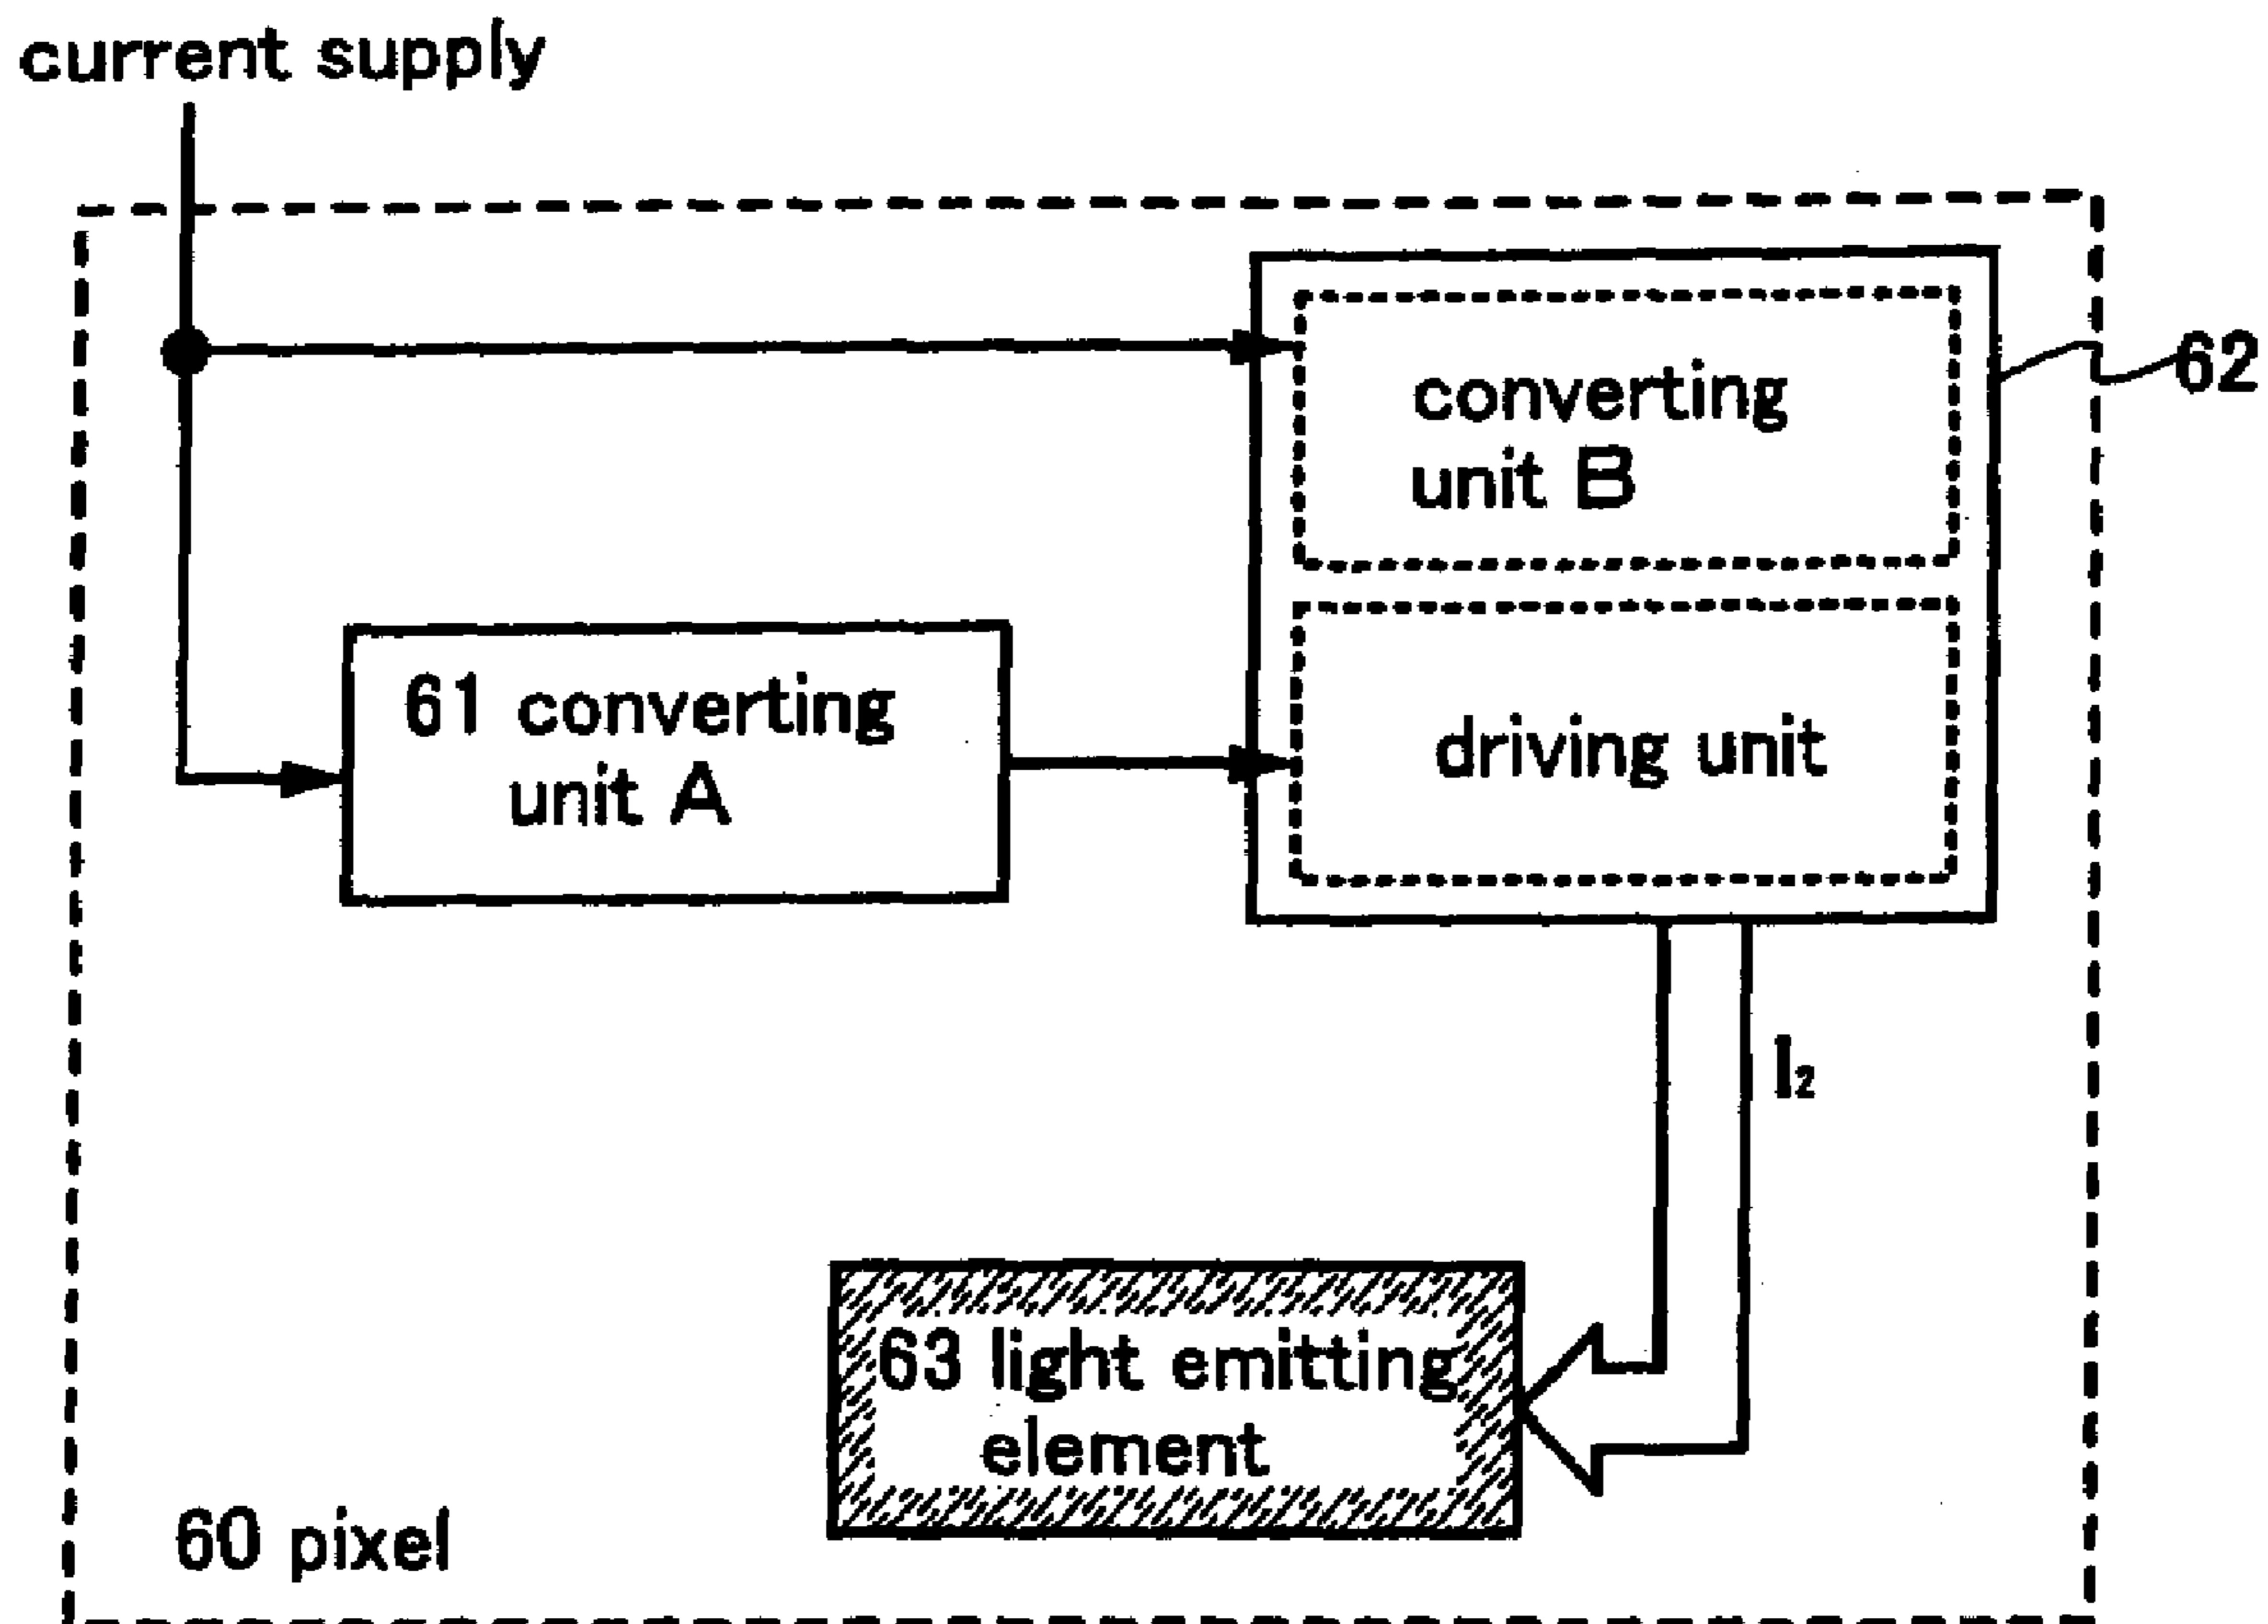 current supply
converting
unit B
62
61 converting
unit A
driving unit
I₂
63 light emitting
element
60 pixel